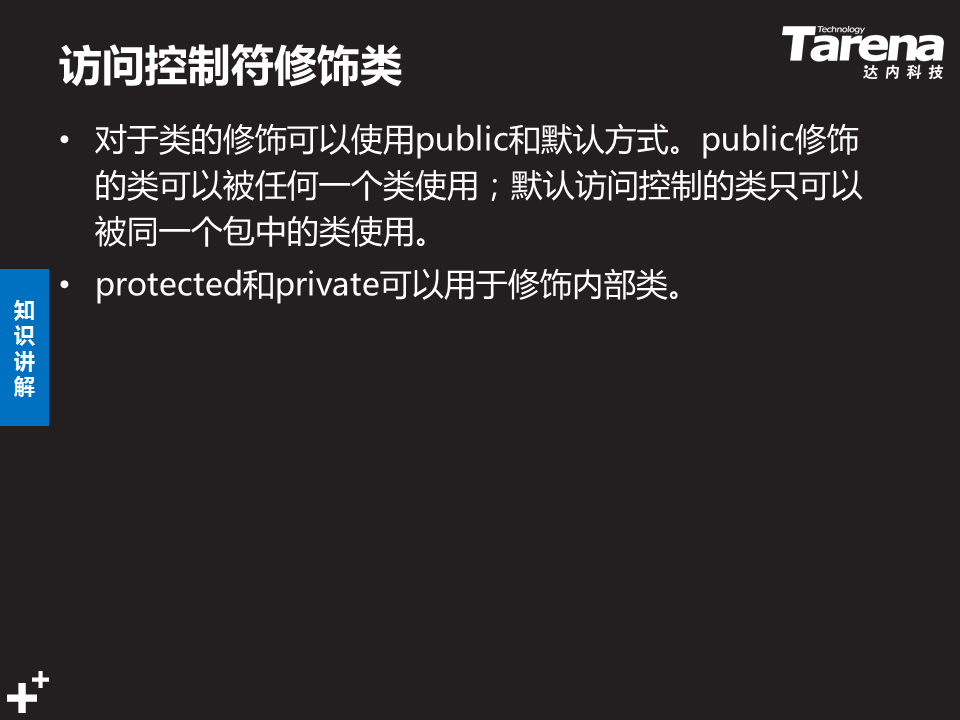 访问控制符修饰类
Technology
Tarena
达内科技
• 对于类的修饰可以使用public和默认方式。public修饰
的类可以被任何一个类使用；默认访问控制的类只可以
被同一个包中的类使用。
• protected和private可以用于修饰内部类。
知
识
讲
解